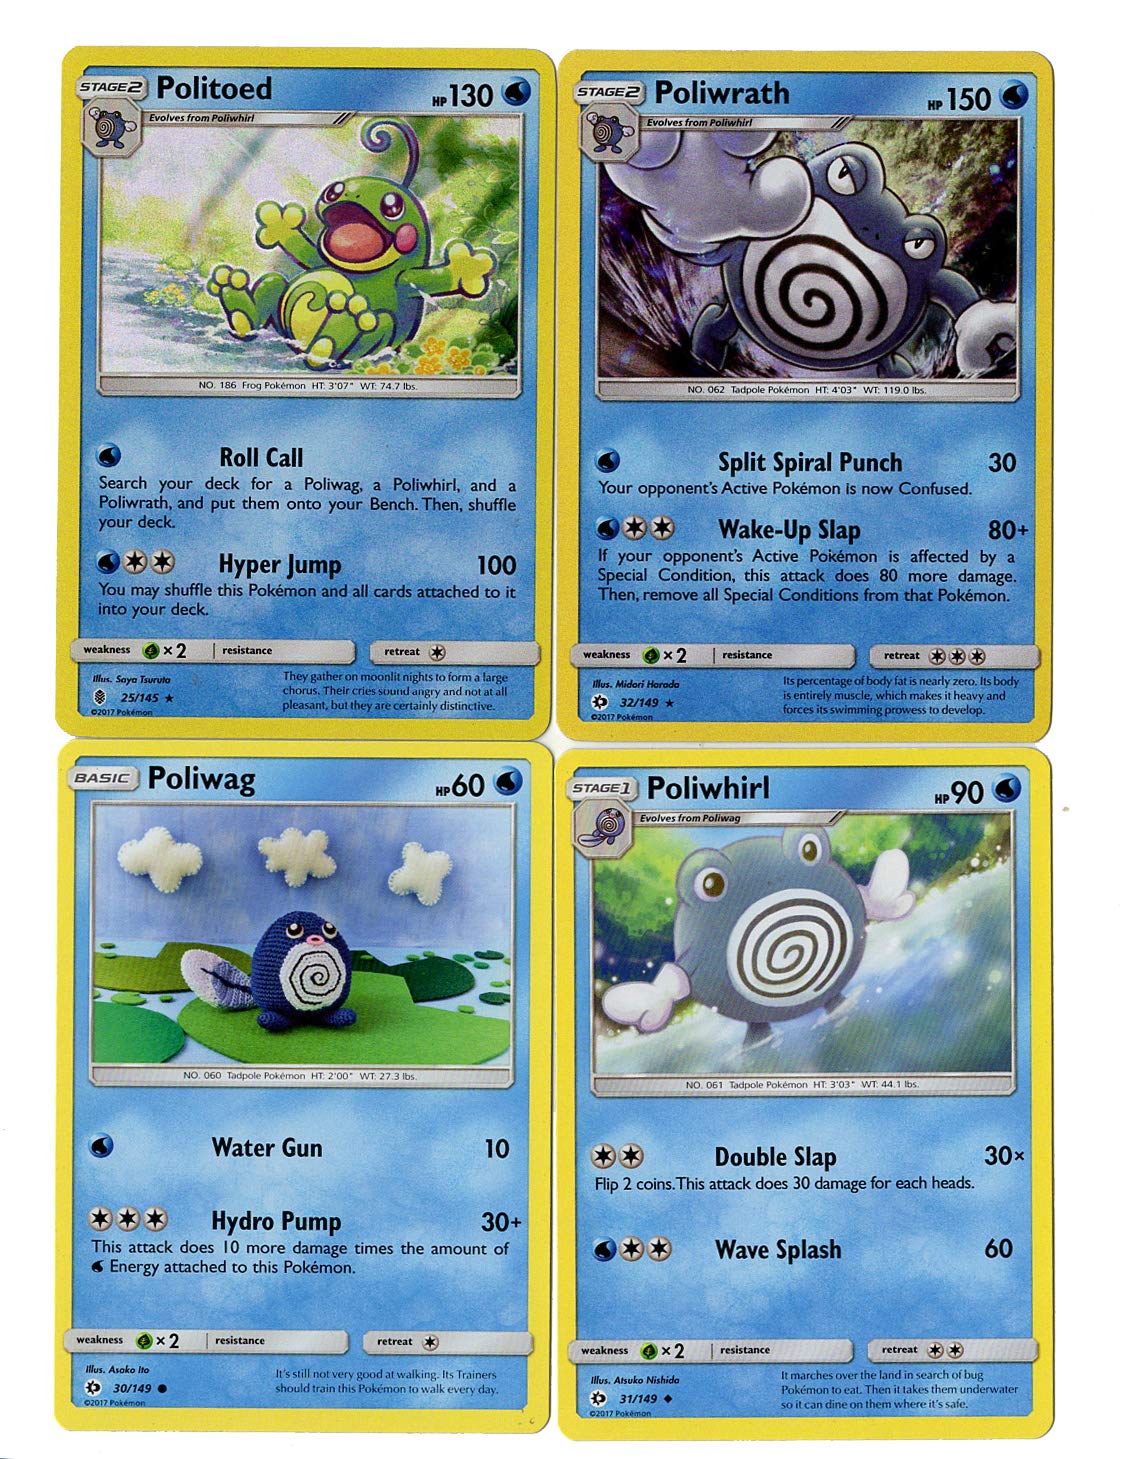 STAGE2 Politoed HP130
Evolves from Poliwhirl
NO. 186 Frog Pokémon HT: 3'07" WT: 74.7 lbs.
Roll Call
Search your deck for a Poliwag, a Poliwhirl, and a
Poliwrath, and put them onto your Bench. Then, shuffle
your deck.
Hyper Jump 100
You may shuffle this Pokémon and all cards attached to it
into your deck.
weakness ×2 resistance retreat
Illus. Saya Tsuruta
25/145
©2017 Pokémon
They gather on moonlit nights to form a large
chorus. Their cries sound angry and not at all
pleasant, but they are certainly distinctive.
STAGE2 Poliwrath HP150
Evolves from Poliwhirl
NO. 062 Tadpole Pokémon HT: 4'03" WT: 119.0 lbs.
Split Spiral Punch 30
Your opponent's Active Pokémon is now Confused.
Wake-Up Slap 80+
If your opponent's Active Pokémon is affected by a
Special Condition, this attack does 80 more damage.
Then, remove all Special Conditions from that Pokémon.
weakness ×2 resistance retreat
Illus. Midori Harada
32/149
©2017 Pokémon
Its percentage of body fat is nearly zero. Its body
is entirely muscle, which makes it heavy and
forces its swimming prowess to develop.
BASIC Poliwag HP60
NO. 060 Tadpole Pokémon HT: 2'00" WT: 27.3 lbs.
Water Gun 10
Hydro Pump 30+
This attack does 10 more damage times the amount of
Energy attached to this Pokémon.
weakness ×2 resistance retreat
Illus. Asako Ito
30/149
©2017 Pokémon
It's still not very good at walking. Its Trainers
should train this Pokémon to walk every day.
STAGE1 Poliwhirl HP90
Evolves from Poliwag
NO. 061 Tadpole Pokémon HT: 3'03" WT: 44.1 lbs.
Double Slap 30×
Flip 2 coins. This attack does 30 damage for each heads.
Wave Splash 60
weakness ×2 resistance retreat
Illus. Atsuko Nishida
31/149
©2017 Pokémon
It marches over the land in search of bug
Pokémon to eat. Then it takes them underwater
so it can dine on them where it's safe.